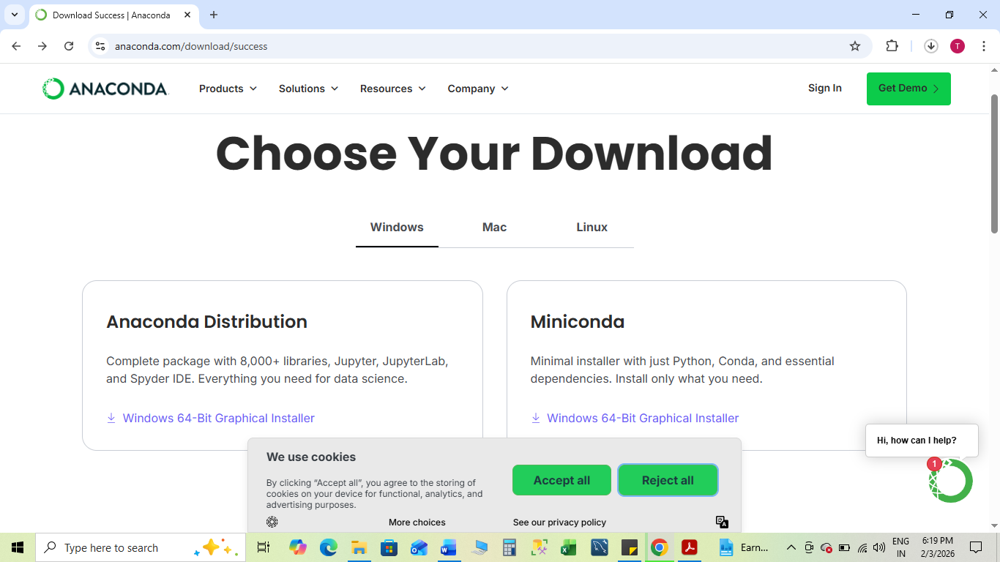 Download Success | Anaconda
anaconda.com/download/success
T
ANACONDA.
Products
Solutions
Resources
Company
Sign In
Get Demo
Choose Your Download
Windows
Mac
Linux
Anaconda Distribution
Complete package with 8,000+ libraries, Jupyter, JupyterLab,
and Spyder IDE. Everything you need for data science.
Windows 64-Bit Graphical Installer
Miniconda
Minimal installer with just Python, Conda, and essential
dependencies. Install only what you need.
Windows 64-Bit Graphical Installer
Hi, how can I help?
1
We use cookies
By clicking “Accept all”, you agree to the storing of
cookies on your device for functional, analytics, and
advertising purposes.
Accept all
Reject all
More choices
See our privacy policy
Type here to search
Earn...
ENG
IN
6:19 PM
2/3/2026